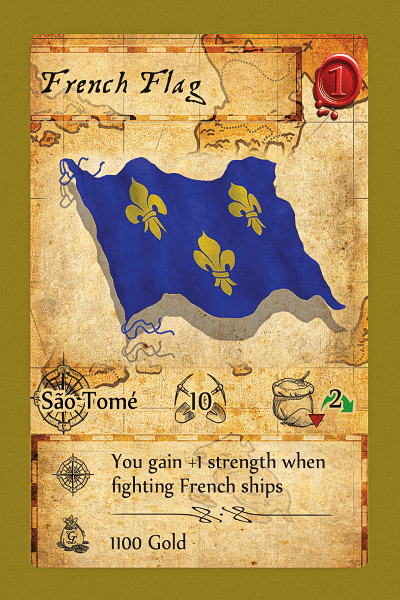 French Flag
1
São Tomé
10
2
You gain +1 strength when
fighting French ships
1100 Gold